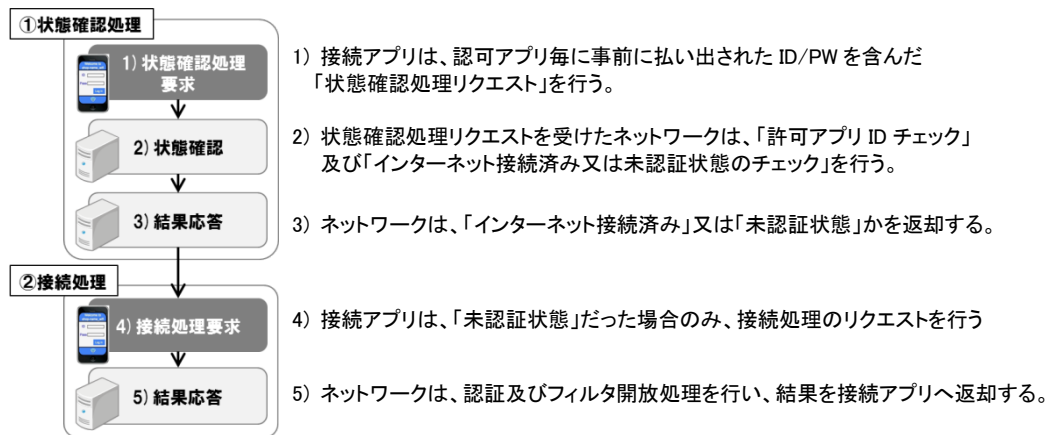 ①状態確認処理
1) 状態確認処理
要求
1) 接続アプリは、認可アプリ毎に事前に払い出された ID/PW を含んだ
「状態確認処理リクエスト」を行う。
2) 状態確認
2) 状態確認処理リクエストを受けたネットワークは、「許可アプリ ID チェック」
及び「インターネット接続済み又は未認証状態のチェック」を行う。
3) 結果応答
3) ネットワークは、「インターネット接続済み」又は「未認証状態」かを返却する。
②接続処理
4) 接続処理要求
4) 接続アプリは、「未認証状態」だった場合のみ、接続処理のリクエストを行う
5) 結果応答
5) ネットワークは、認証及びフィルタ開放処理を行い、結果を接続アプリへ返却する。